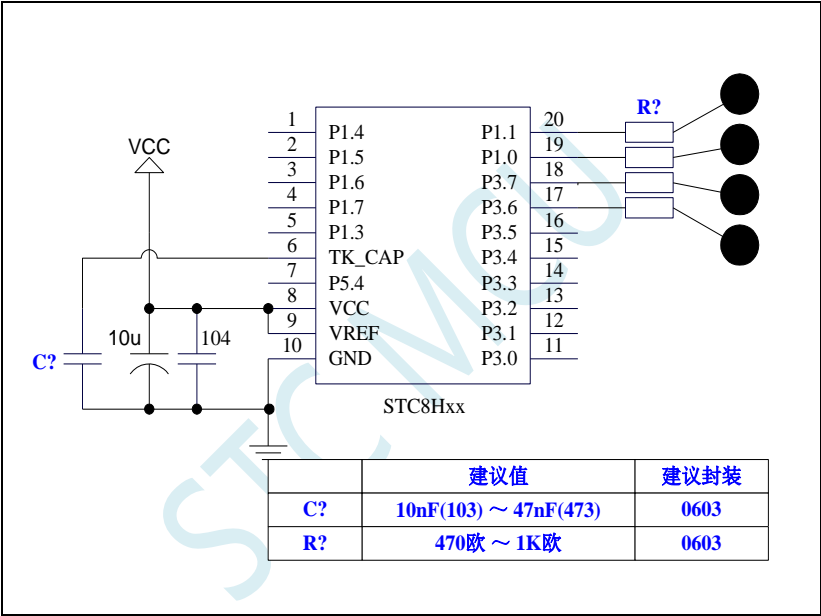 VCC
R?
1 P1.4 P1.1 20
2 P1.5 P1.0 19
3 P1.6 P3.7 18
4 P1.7 P3.6 17
5 P1.3 P3.5 16
6 TK_CAP P3.4 15
7 P5.4 P3.3 14
8 VCC P3.2 13
9 VREF P3.1 12
10 GND P3.0 11
C? 10u 104
STC8Hxx
STC MCU
建议值 建议封装
C? 10nF(103) ～ 47nF(473) 0603
R? 470欧 ～ 1K欧 0603